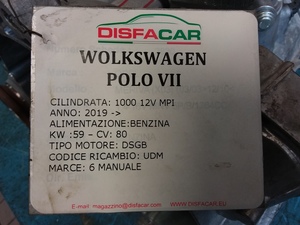 DISFACAR
WOLKSWAGEN
POLO VII
CILINDRATA: 1000 12V MPI
ANNO: 2019 ->
ALIMENTAZIONE:BENZINA
KW :59 – CV: 80
TIPO MOTORE: DSGB
CODICE RICAMBIO: UDM
MARCE: 6 MANUALE
E-mail: magazzino@disfacar.com
WWW.DISFACAR.EU